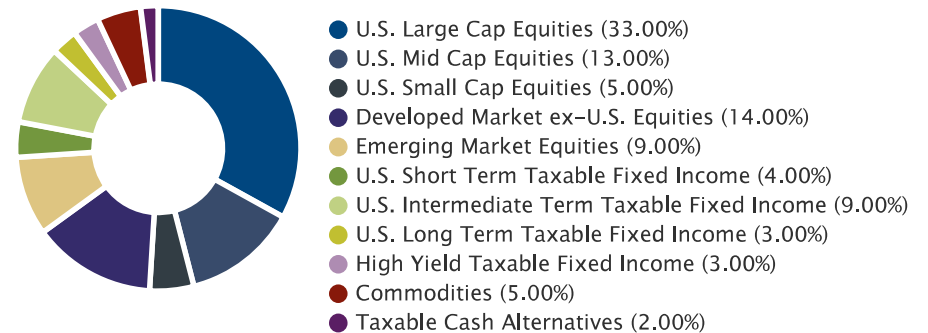 U.S. Large Cap Equities (33.00%)
U.S. Mid Cap Equities (13.00%)
U.S. Small Cap Equities (5.00%)
Developed Market ex-U.S. Equities (14.00%)
Emerging Market Equities (9.00%)
U.S. Short Term Taxable Fixed Income (4.00%)
U.S. Intermediate Term Taxable Fixed Income (9.00%)
U.S. Long Term Taxable Fixed Income (3.00%)
High Yield Taxable Fixed Income (3.00%)
Commodities (5.00%)
Taxable Cash Alternatives (2.00%)